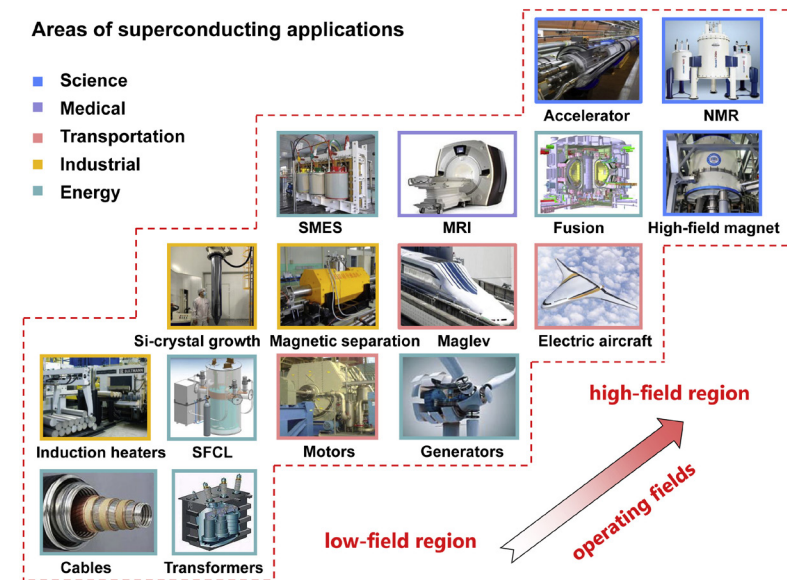 Areas of superconducting applications
Science
Medical
Transportation
Industrial
Energy
Accelerator
NMR
SMES
MRI
Fusion
High-field magnet
Si-crystal growth
Magnetic separation
Maglev
Electric aircraft
Induction heaters
SFCL
Motors
Generators
Cables
Transformers
high-field region
operating fields
low-field region